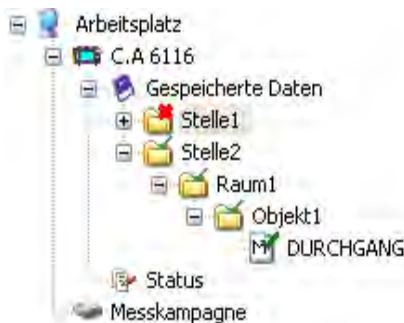 Arbeitsplatz
C.A 6116
Gespeicherte Daten
Stelle1
Stelle2
Raum1
Objekt1
M DURCHGANG
Status
Messkampagne